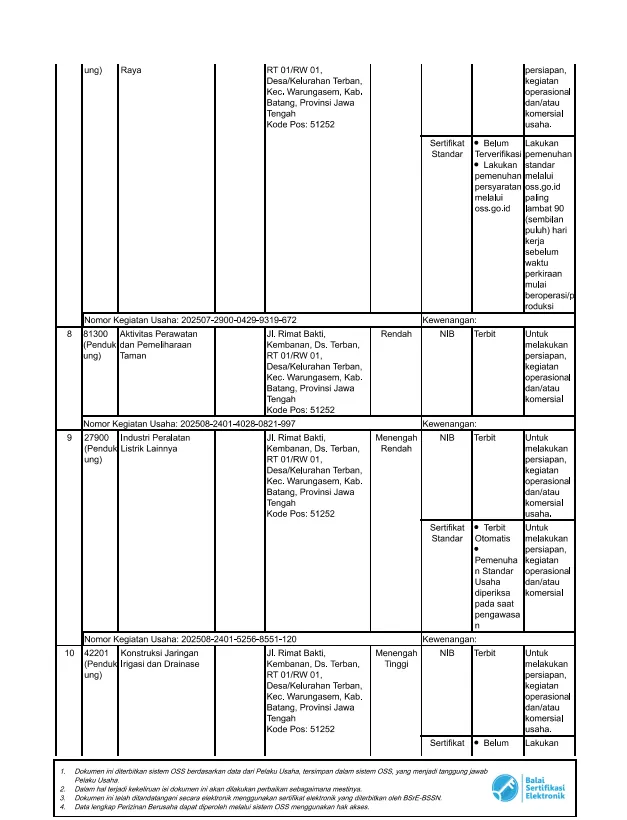 ung)
Raya
RT 01/RW 01,
Desa/Kelurahan Terban,
Kec. Warungasem, Kab.
Batang, Provinsi Jawa
Tengah
Kode Pos: 51252
persiapan,
kegiatan
operasional
dan/atau
komersial
usaha.
Sertifikat
Standar
● Belum
Terverifikasi
● Lakukan
pemenuhan
persyaratan
melalui
oss.go.id
Lakukan
pemenuhan
standar
melalui
oss.go.id
paling
lambat 90
(sembilan
puluh) hari
kerja
sebelum
waktu
perkiraan
mulai
beroperasi/p
roduksi
Nomor Kegiatan Usaha: 202507-2900-0429-9319-672
Kewenangan:
8
81300
(Penduk
ung)
Aktivitas Perawatan
dan Pemeliharaan
Taman
Jl. Rimat Bakti,
Kembanan, Ds. Terban,
RT 01/RW 01,
Desa/Kelurahan Terban,
Kec. Warungasem, Kab.
Batang, Provinsi Jawa
Tengah
Kode Pos: 51252
Rendah
NIB
Terbit
Untuk
melakukan
persiapan,
kegiatan
operasional
dan/atau
komersial
Nomor Kegiatan Usaha: 202508-2401-4028-0821-997
Kewenangan:
9
27900
(Penduk
ung)
Industri Peralatan
Listrik Lainnya
Jl. Rimat Bakti,
Kembanan, Ds. Terban,
RT 01/RW 01,
Desa/Kelurahan Terban,
Kec. Warungasem, Kab.
Batang, Provinsi Jawa
Tengah
Kode Pos: 51252
Menengah
Rendah
NIB
Terbit
Untuk
melakukan
persiapan,
kegiatan
operasional
dan/atau
komersial
usaha.
Sertifikat
Standar
● Terbit
Otomatis
●
Pemenuha
n Standar
Usaha
diperiksa
pada saat
pengawasa
n
Untuk
melakukan
persiapan,
kegiatan
operasional
dan/atau
komersial
Nomor Kegiatan Usaha: 202508-2401-5256-8551-120
Kewenangan:
10
42201
(Penduk
ung)
Konstruksi Jaringan
Irigasi dan Drainase
Jl. Rimat Bakti,
Kembanan, Ds. Terban,
RT 01/RW 01,
Desa/Kelurahan Terban,
Kec. Warungasem, Kab.
Batang, Provinsi Jawa
Tengah
Kode Pos: 51252
Menengah
Tinggi
NIB
Terbit
Untuk
melakukan
persiapan,
kegiatan
operasional
dan/atau
komersial
usaha.
Sertifikat
● Belum
Lakukan
1. Dokumen ini diterbitkan sistem OSS berdasarkan data dari Pelaku Usaha, tersimpan dalam sistem OSS, yang menjadi tanggung jawab
Pelaku Usaha.
2. Dalam hal terjadi kekeliruan isi dokumen ini akan dilakukan perbaikan sebagaimana mestinya.
3. Dokumen ini telah ditandatangani secara elektronik menggunakan sertifikat elektronik yang diterbitkan oleh BSrE-BSSN.
4. Data lengkap Perizinan Berusaha dapat diperoleh melalui sistem OSS menggunakan hak akses.
Balai
Sertifikasi
Elektronik